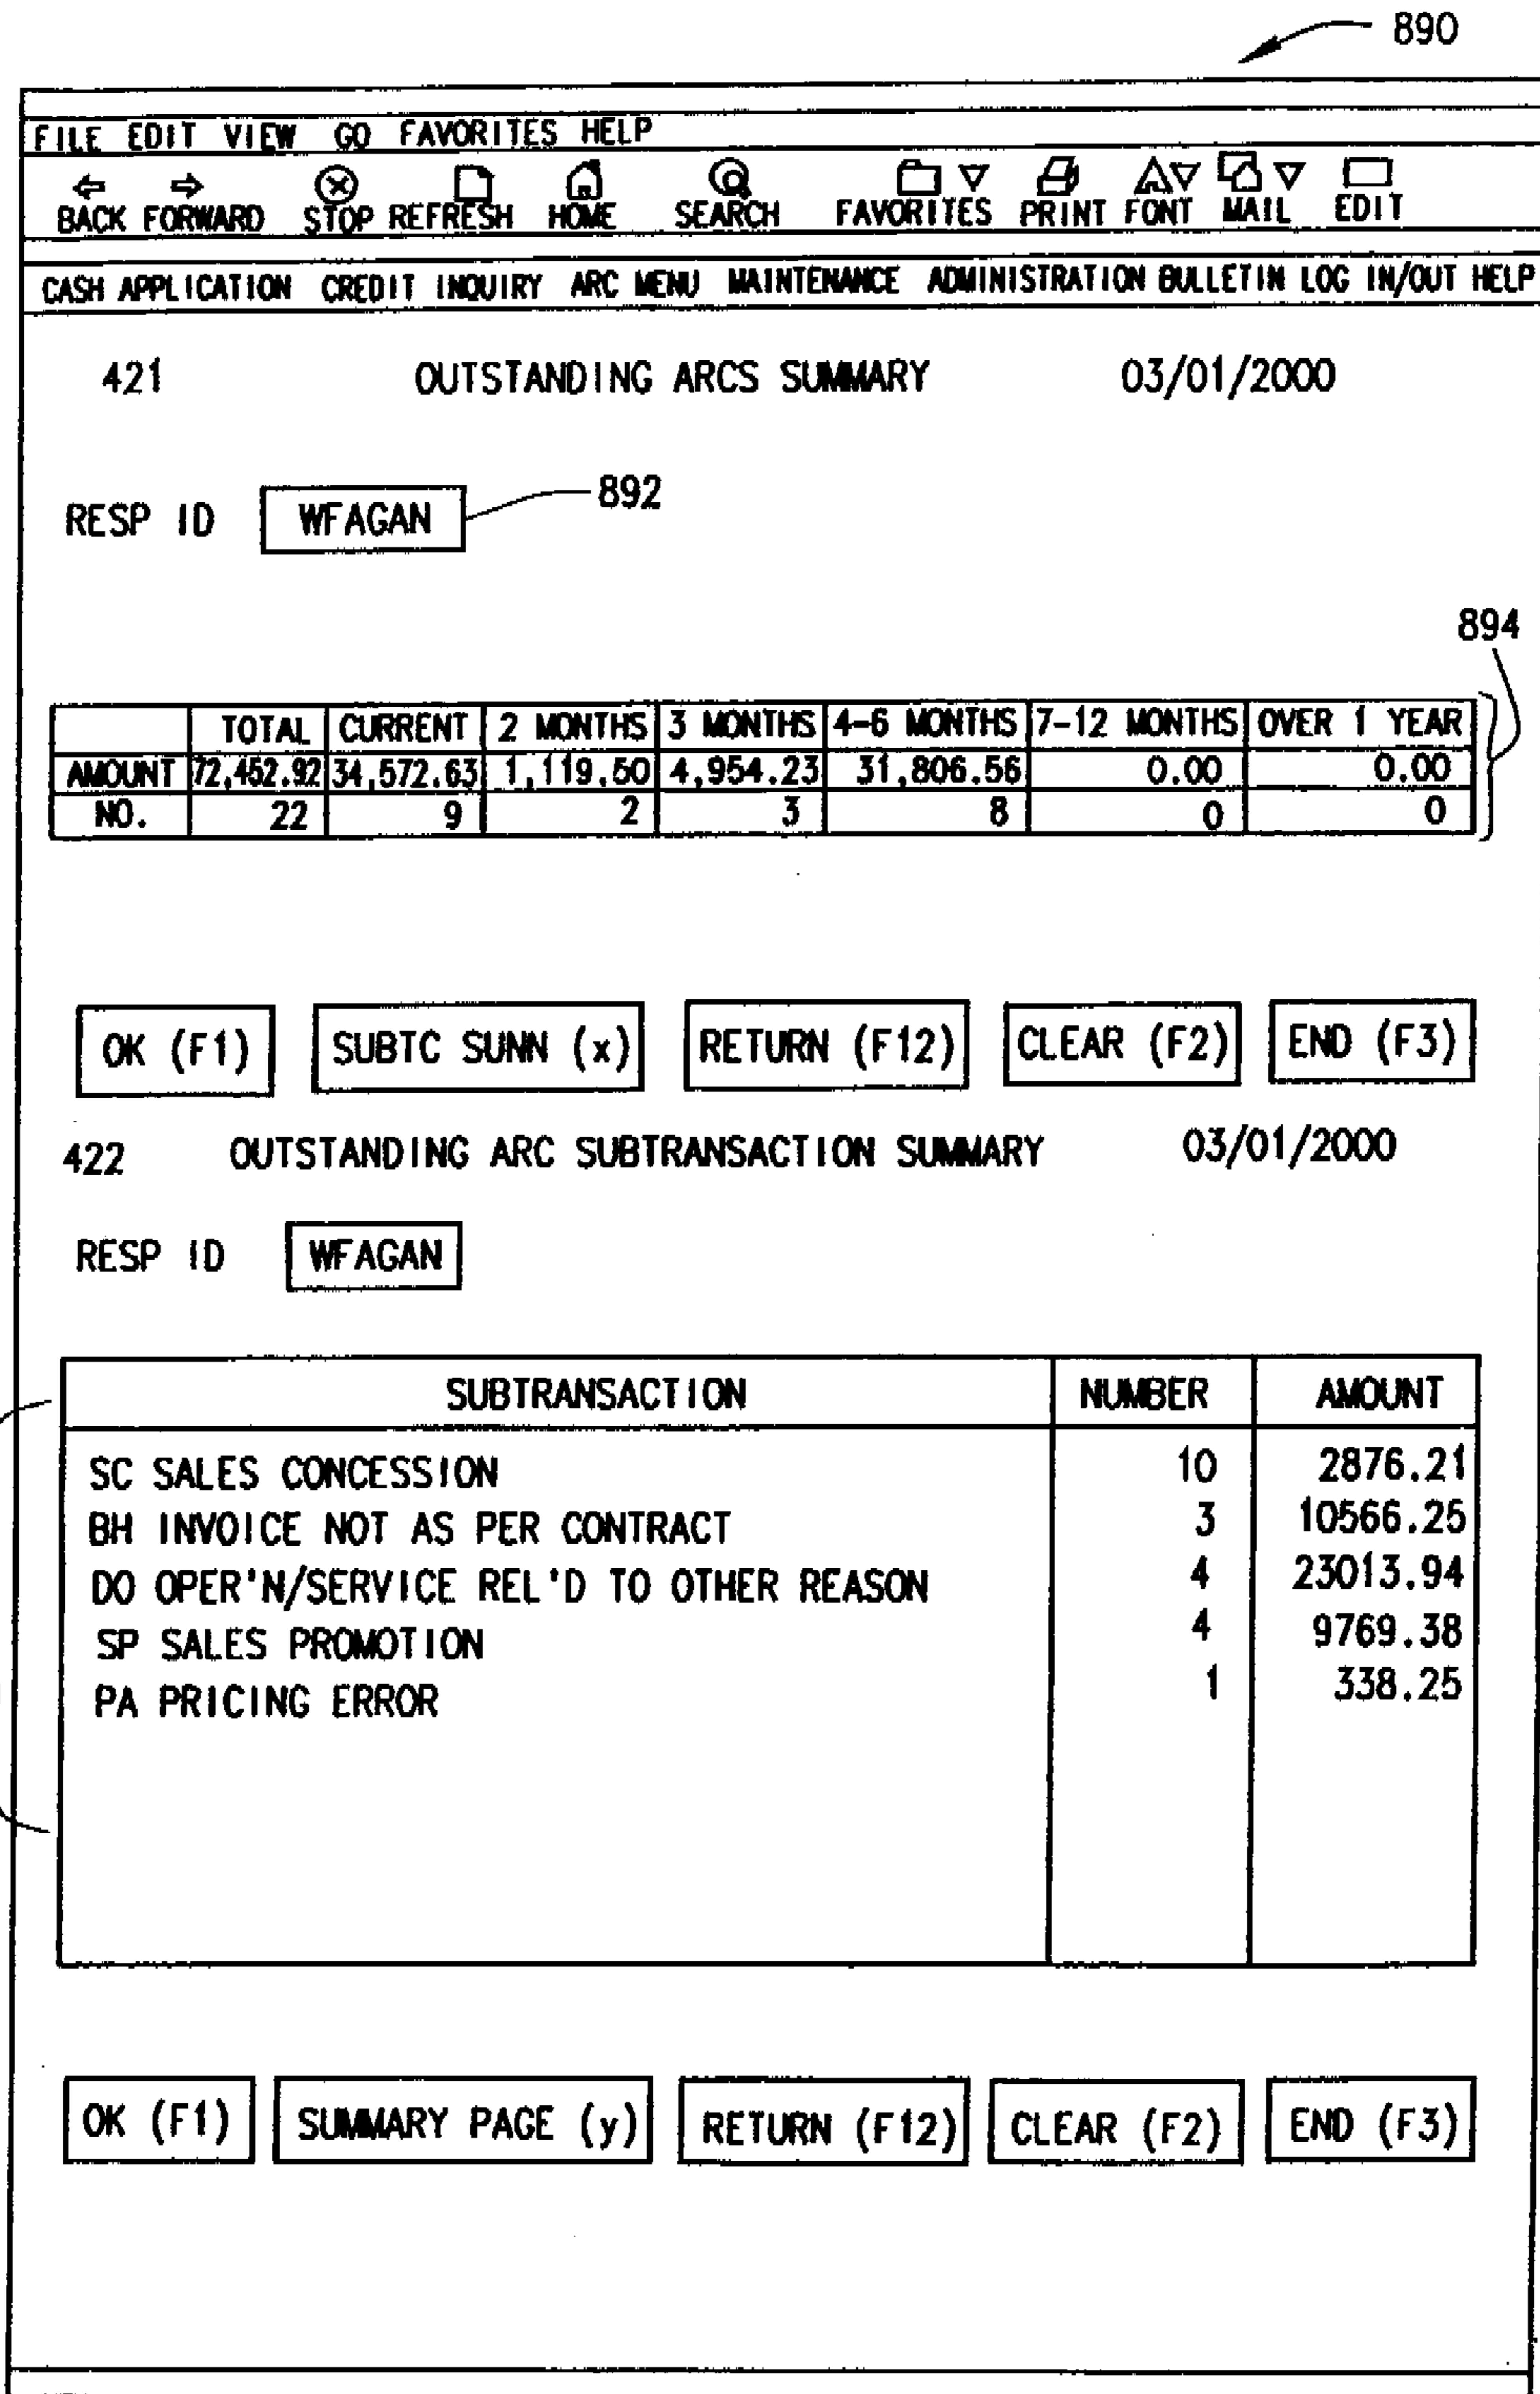 890
FILE EDIT VIEW GO FAVORITES HELP
BACK FORWARD STOP REFRESH HOME SEARCH FAVORITES PRINT FONT MAIL EDIT
CASH APPLICATION CREDIT INQUIRY ARC MENU MAINTENANCE ADMINISTRATION BULLETIN LOG IN/OUT HELP
421 OUTSTANDING ARCS SUMMARY 03/01/2000
RESP ID WFAGAN 892
894
TOTAL CURRENT 2 MONTHS 3 MONTHS 4-6 MONTHS 7-12 MONTHS OVER 1 YEAR
AMOUNT 72,452.92 34,572.63 1,119.50 4,954.23 31,806.56 0.00 0.00
NO. 22 9 2 3 8 0 0
OK (F1) SUBTC SUNN (x) RETURN (F12) CLEAR (F2) END (F3)
422 OUTSTANDING ARC SUBTRANSACTION SUMMARY 03/01/2000
RESP ID WFAGAN
SUBTRANSACTION NUMBER AMOUNT
SC SALES CONCESSION 10 2876.21
BH INVOICE NOT AS PER CONTRACT 3 10566.25
DO OPER'N/SERVICE REL'D TO OTHER REASON 4 23013.94
SP SALES PROMOTION 4 9769.38
PA PRICING ERROR 1 338.25
OK (F1) SUMMARY PAGE (y) RETURN (F12) CLEAR (F2) END (F3)